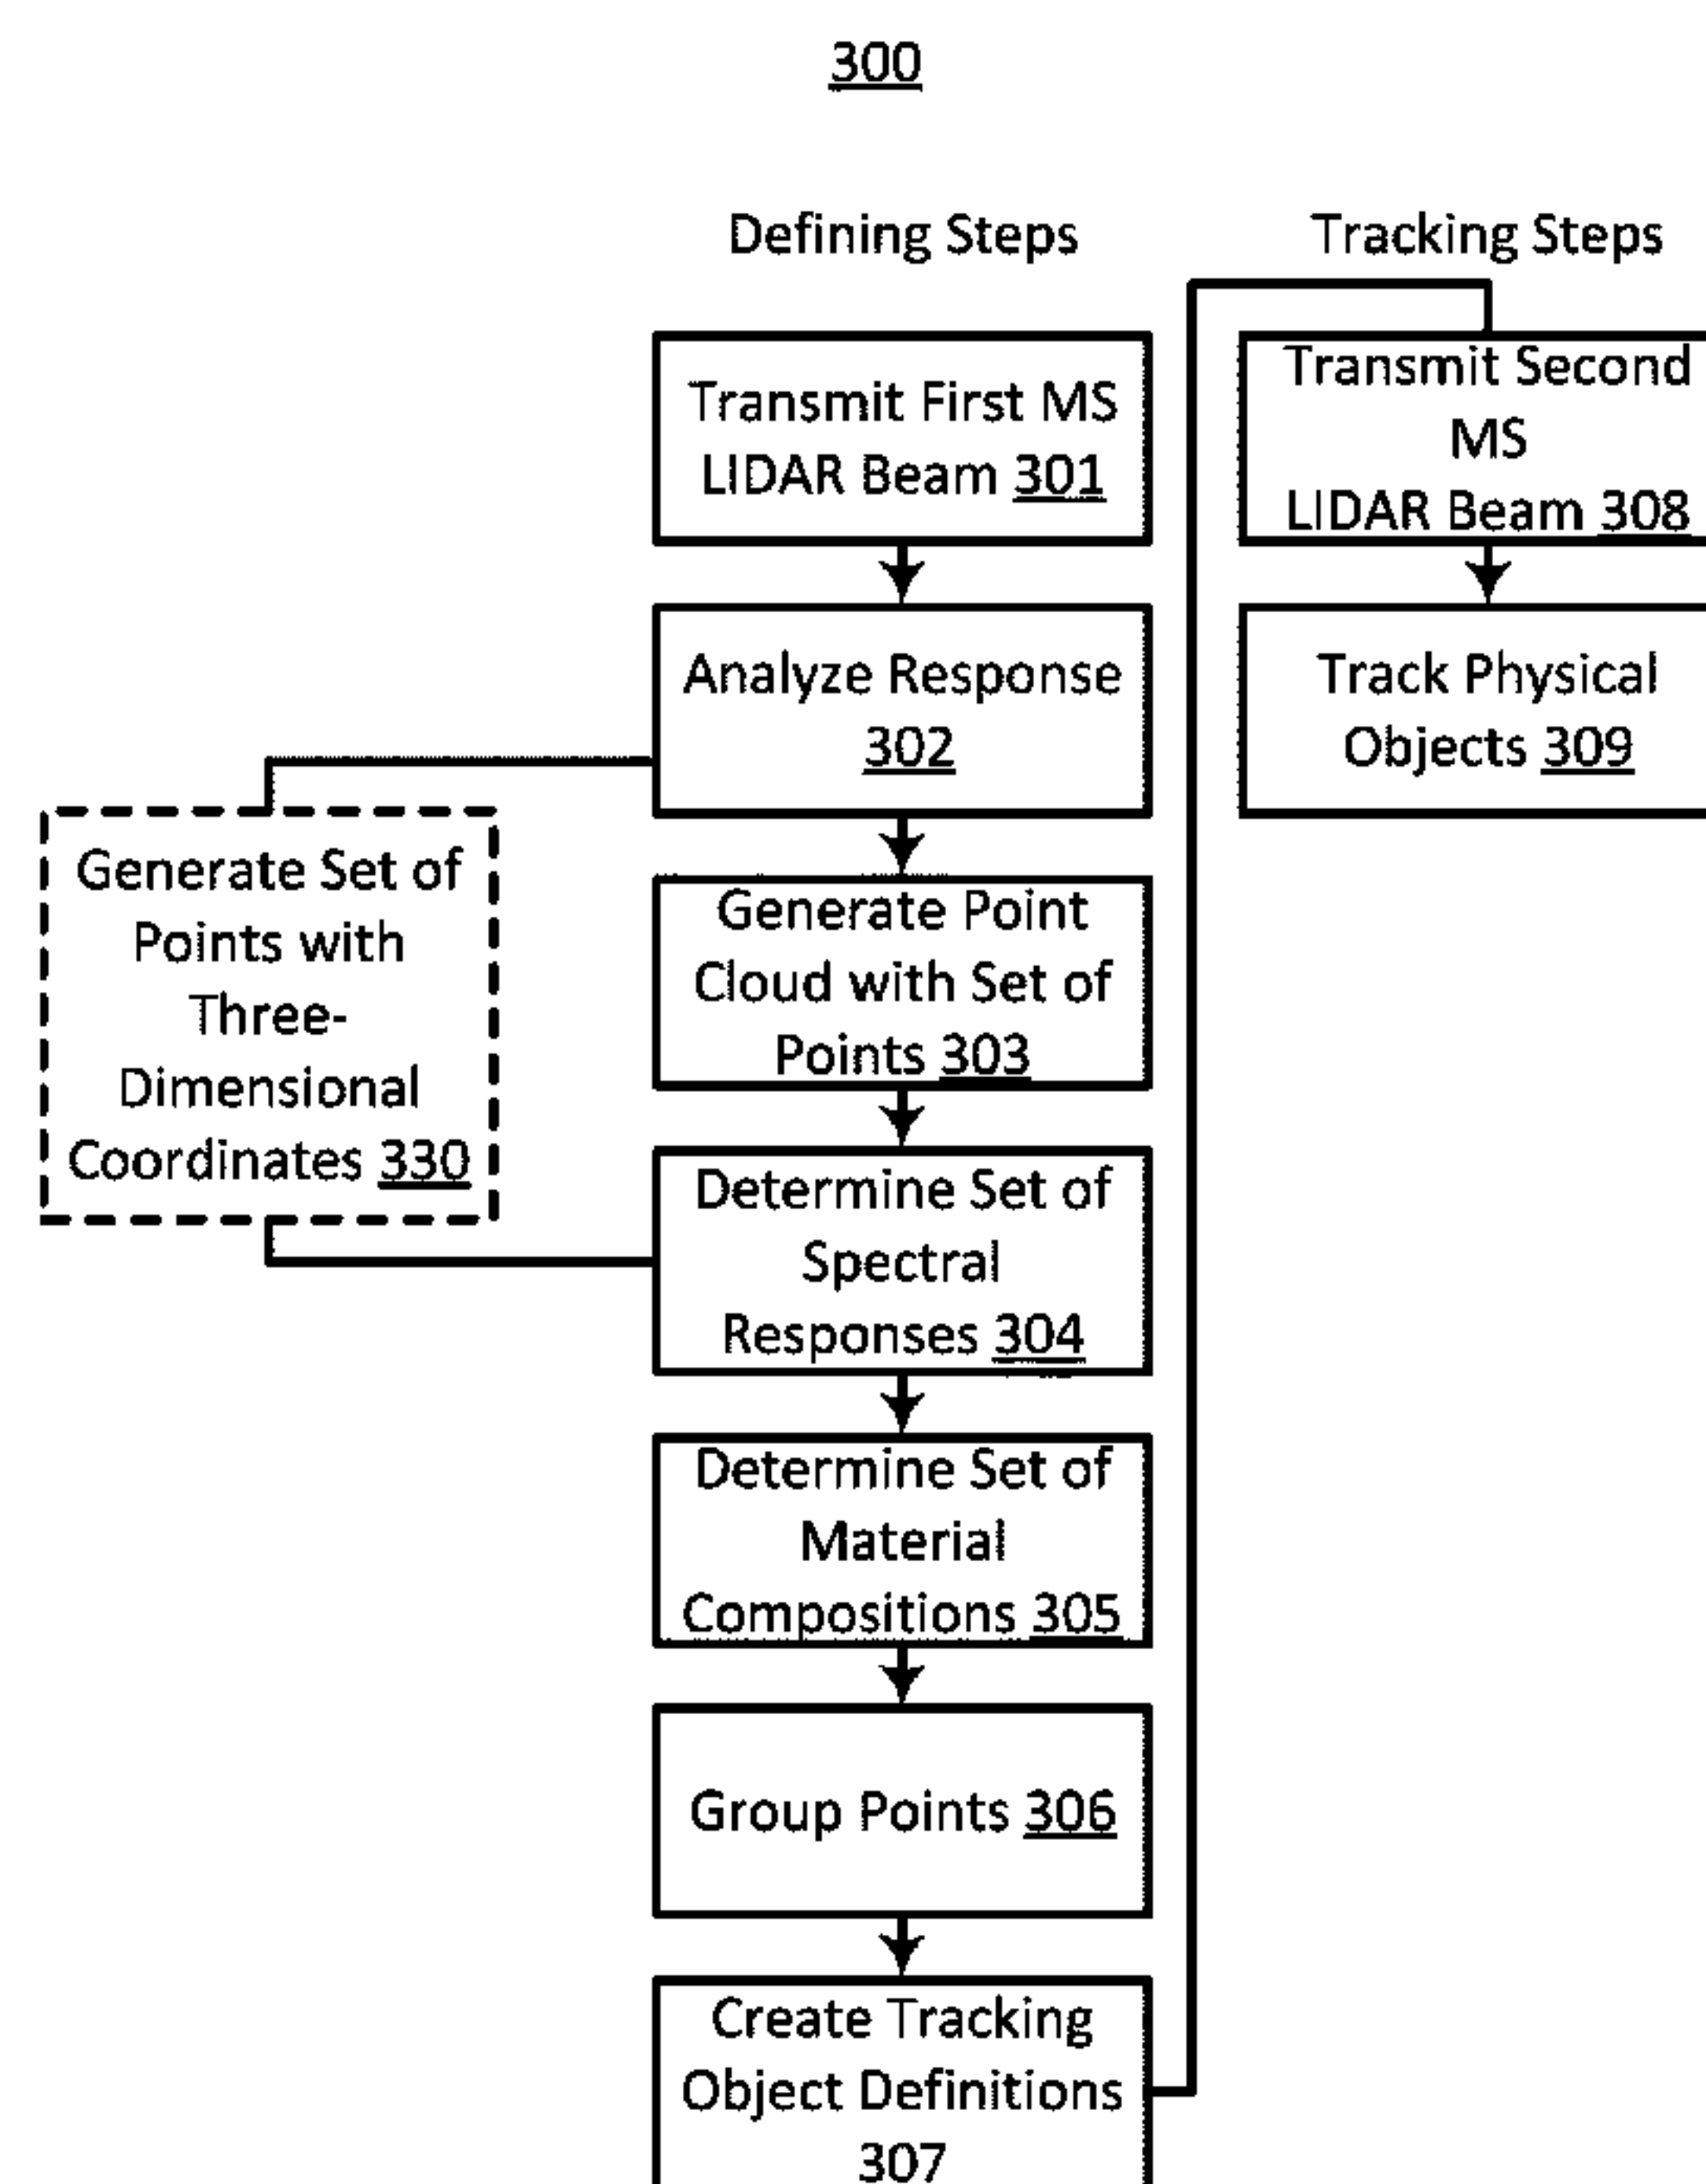 300
Defining Steps
Transmit First MS
LIDAR Beam 301
Analyze Response
302
Generate Set of
Points with
Three-
Dimensional
Coordinates 330
Generate Point
Cloud with Set of
Points 303
Determine Set of
Spectral
Responses 304
Determine Set of
Material
Compositions 305
Group Points 306
Create Tracking
Object Definitions
307
Tracking Steps
Transmit Second
MS
LIDAR Beam 308
Track Physical
Objects 309